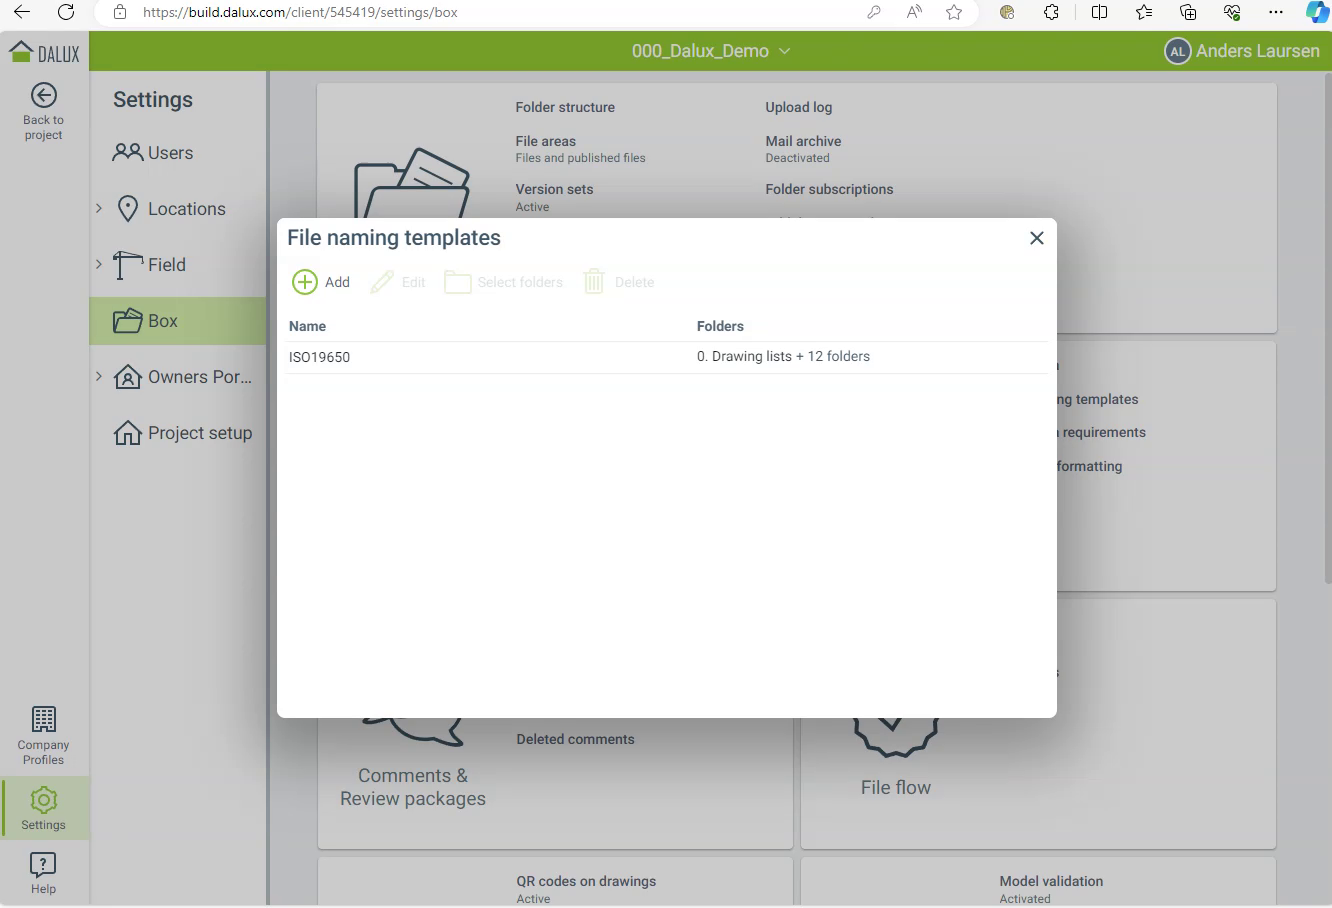 https://build.dalux.com/client/545419/settings/box
DALUX
000_Dalux_Demo
AL Anders Laursen
Back to
project
Settings
Users
Locations
Field
Box
Owners Por...
Project setup
Company
Profiles
Settings
Help
Folder structure
File areas
Files and published files
Version sets
Active
Upload log
Mail archive
Deactivated
Folder subscriptions
File naming templates
Add
Edit
Select folders
Delete
Name
Folders
ISO19650
0. Drawing lists + 12 folders
ng templates
requirements
formatting
Deleted comments
Comments &
Review packages
File flow
QR codes on drawings
Active
Model validation
Activated